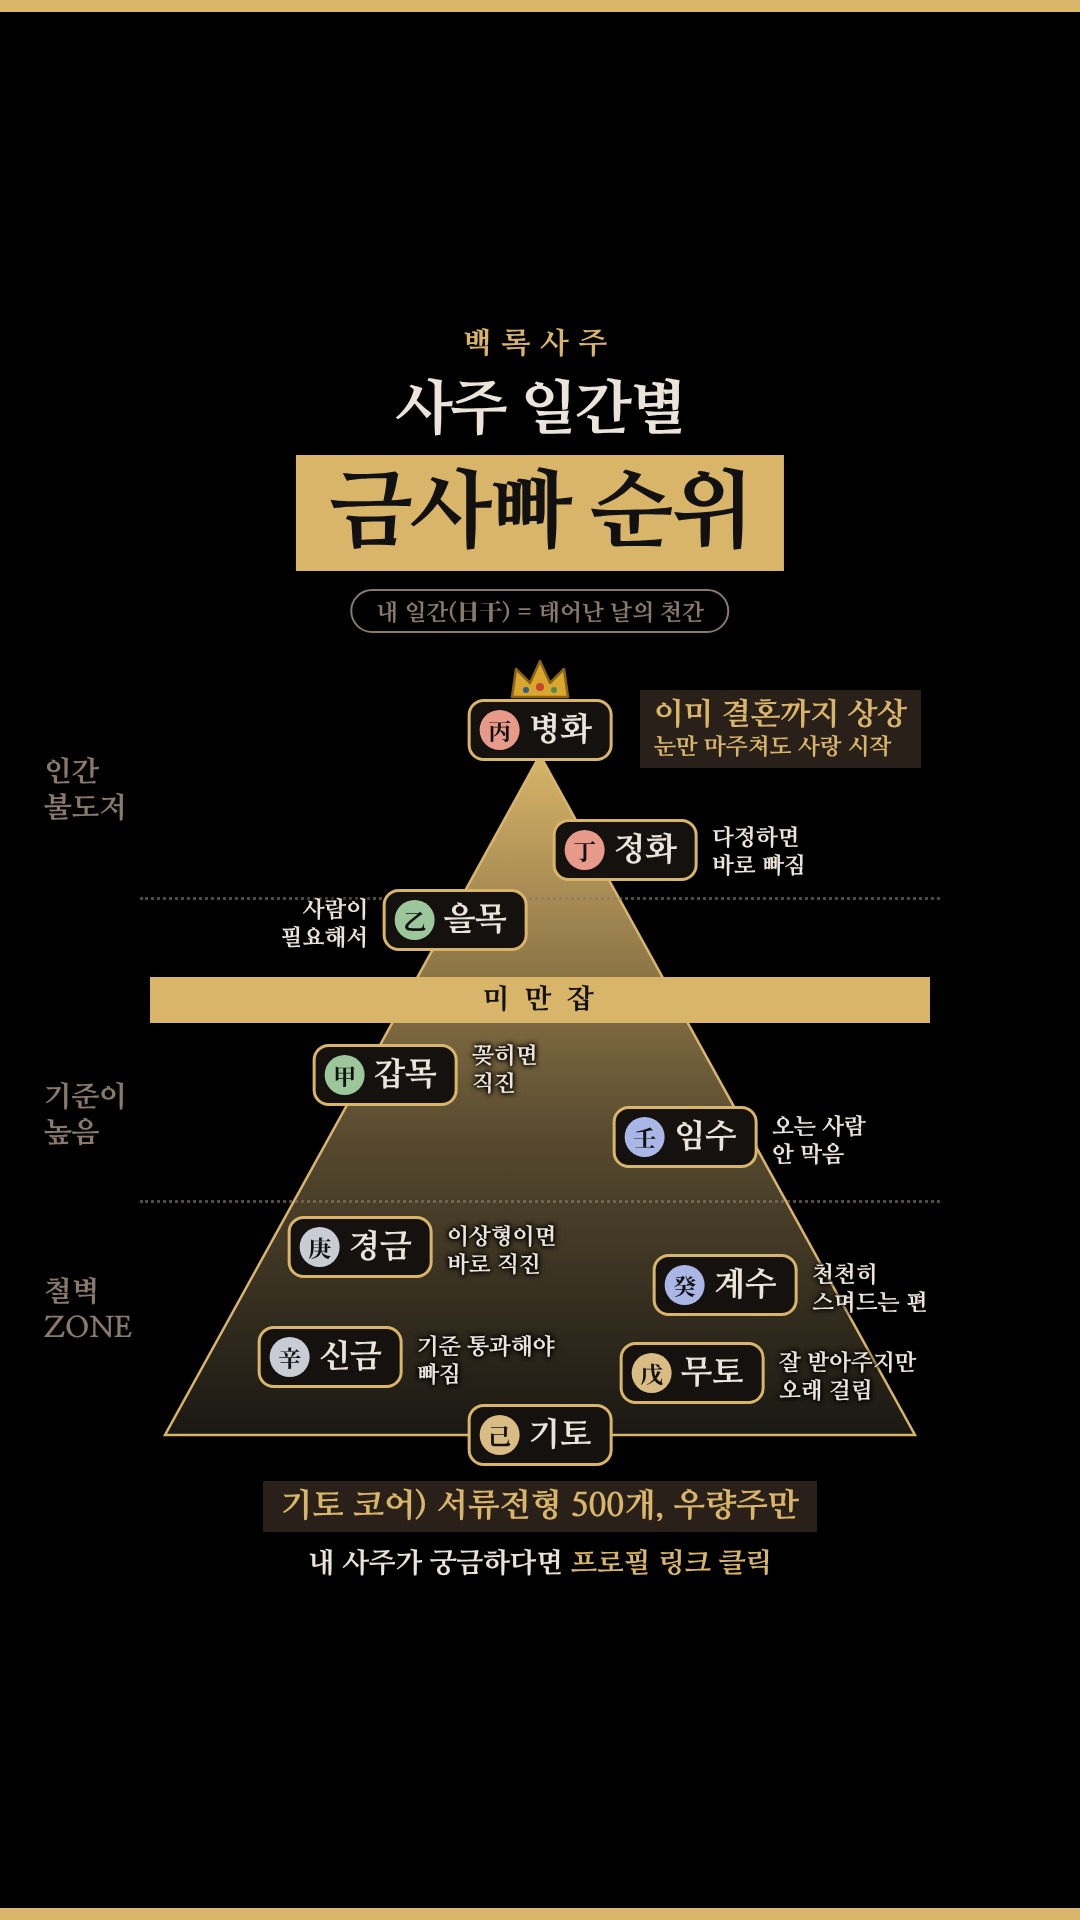 백록사주
사주 일간별
금사빠 순위
내 일간(日干) = 태어난 날의 천간
丙 병화
이미 결혼까지 상상
눈만 마주쳐도 사랑 시작
인간
불도저
丁 정화
다정하면
바로 빠짐
사람이
필요해서
乙 을목
미만잡
甲 갑목
꽂히면
직진
기준이
높음
壬 임수
오는 사람
안 막음
庚 경금
이상형이면
바로 직진
癸 계수
천천히
스며드는 편
철벽
ZONE
辛 신금
기준 통과해야
빠짐
戊 무토
잘 받아주지만
오래 걸림
己 기토
기토 코어) 서류전형 500개, 우량주만
내 사주가 궁금하다면 프로필 링크 클릭